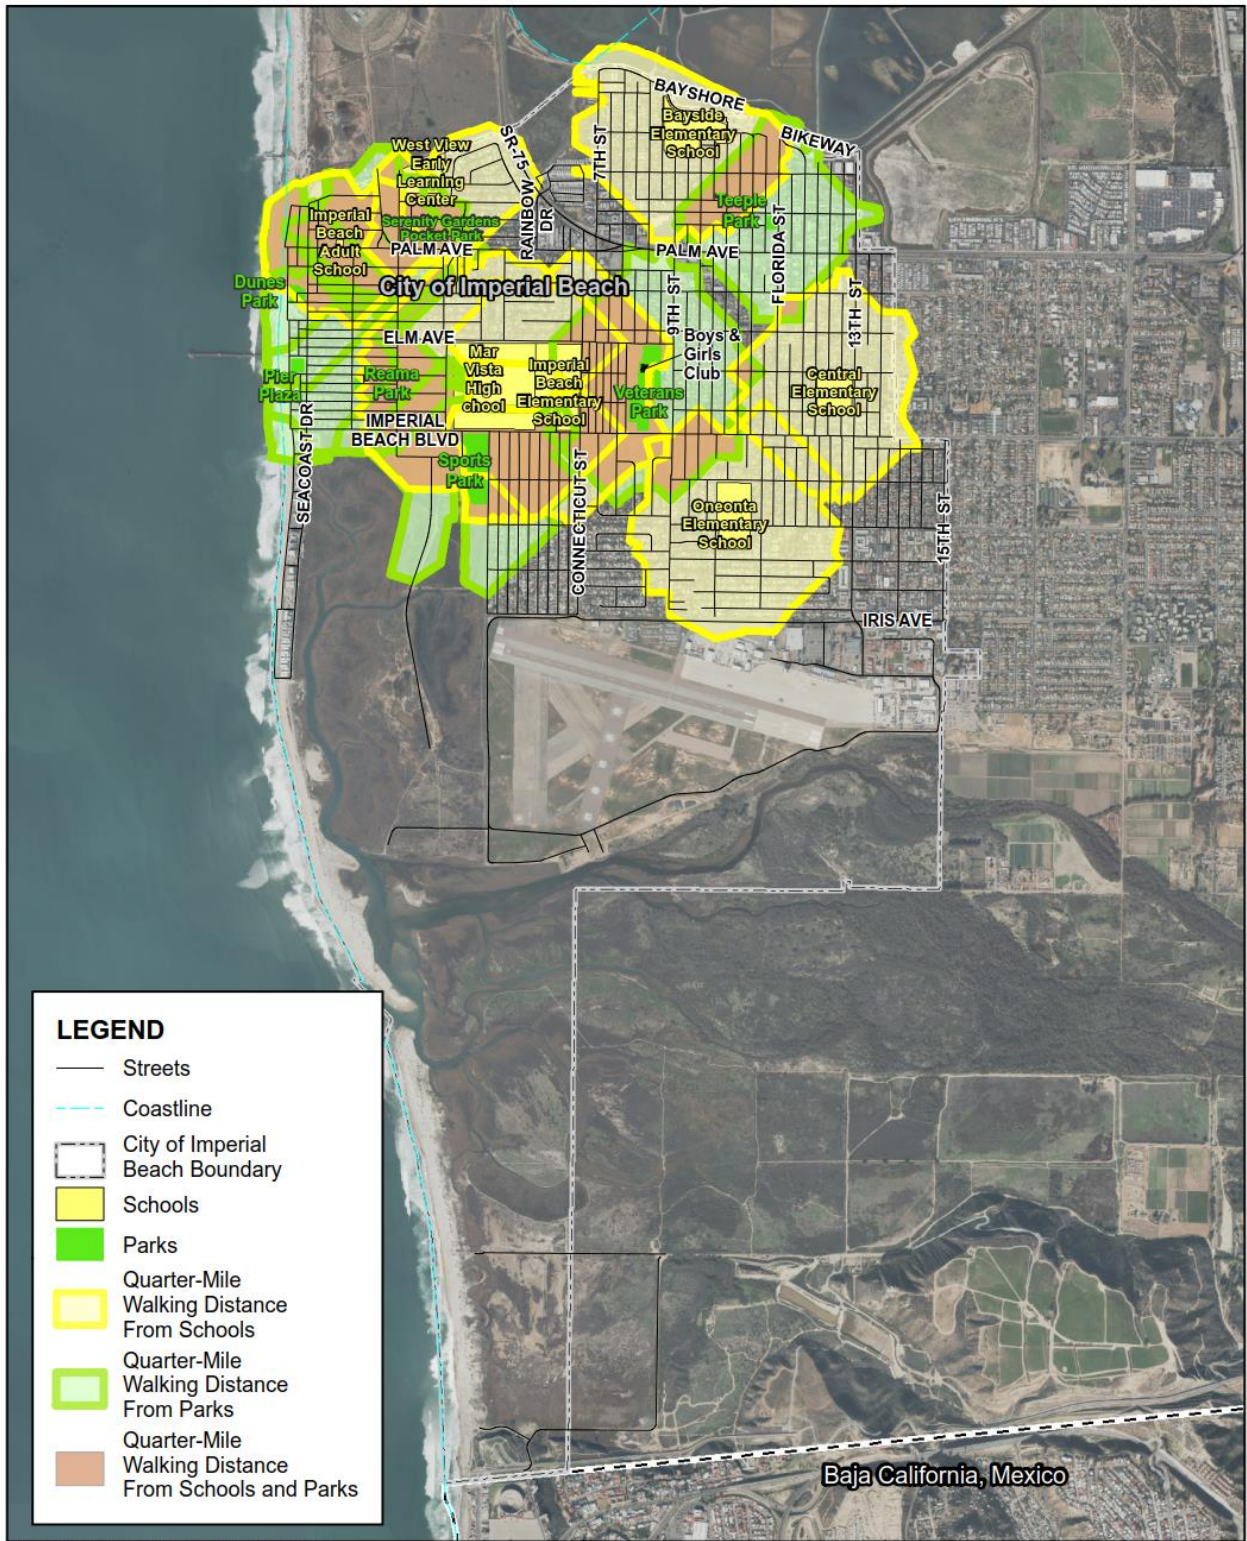 BAYSHORE
BIKEWAY
Bayside
Elementary
School
7TH ST
SR-75
West View
Early
Learning
Center
RAINBOW
DR
Teeple
Park
Serenity Gardens
Pocket Park
Imperial
Beach
Adult
School
PALM AVE
PALM AVE
FLORIDA ST
Dunes
Park
City of Imperial Beach
9TH ST
13TH ST
ELM AVE
Boys &
Girls
Club
Pier
Plaza
Reama
Park
Mar
Vista
High
chool
Imperial
Beach
Elementary
School
Veterans
Park
Central
Elementary
School
IMPERIAL
BEACH BLVD
SEACOAST DR
Sports
Park
CONNECTICUT ST
Oneonta
Elementary
School
15TH ST
IRIS AVE
LEGEND
Streets
Coastline
City of Imperial
Beach Boundary
Schools
Parks
Quarter-Mile
Walking Distance
From Schools
Quarter-Mile
Walking Distance
From Parks
Quarter-Mile
Walking Distance
From Schools and Parks
Baja California, Mexico